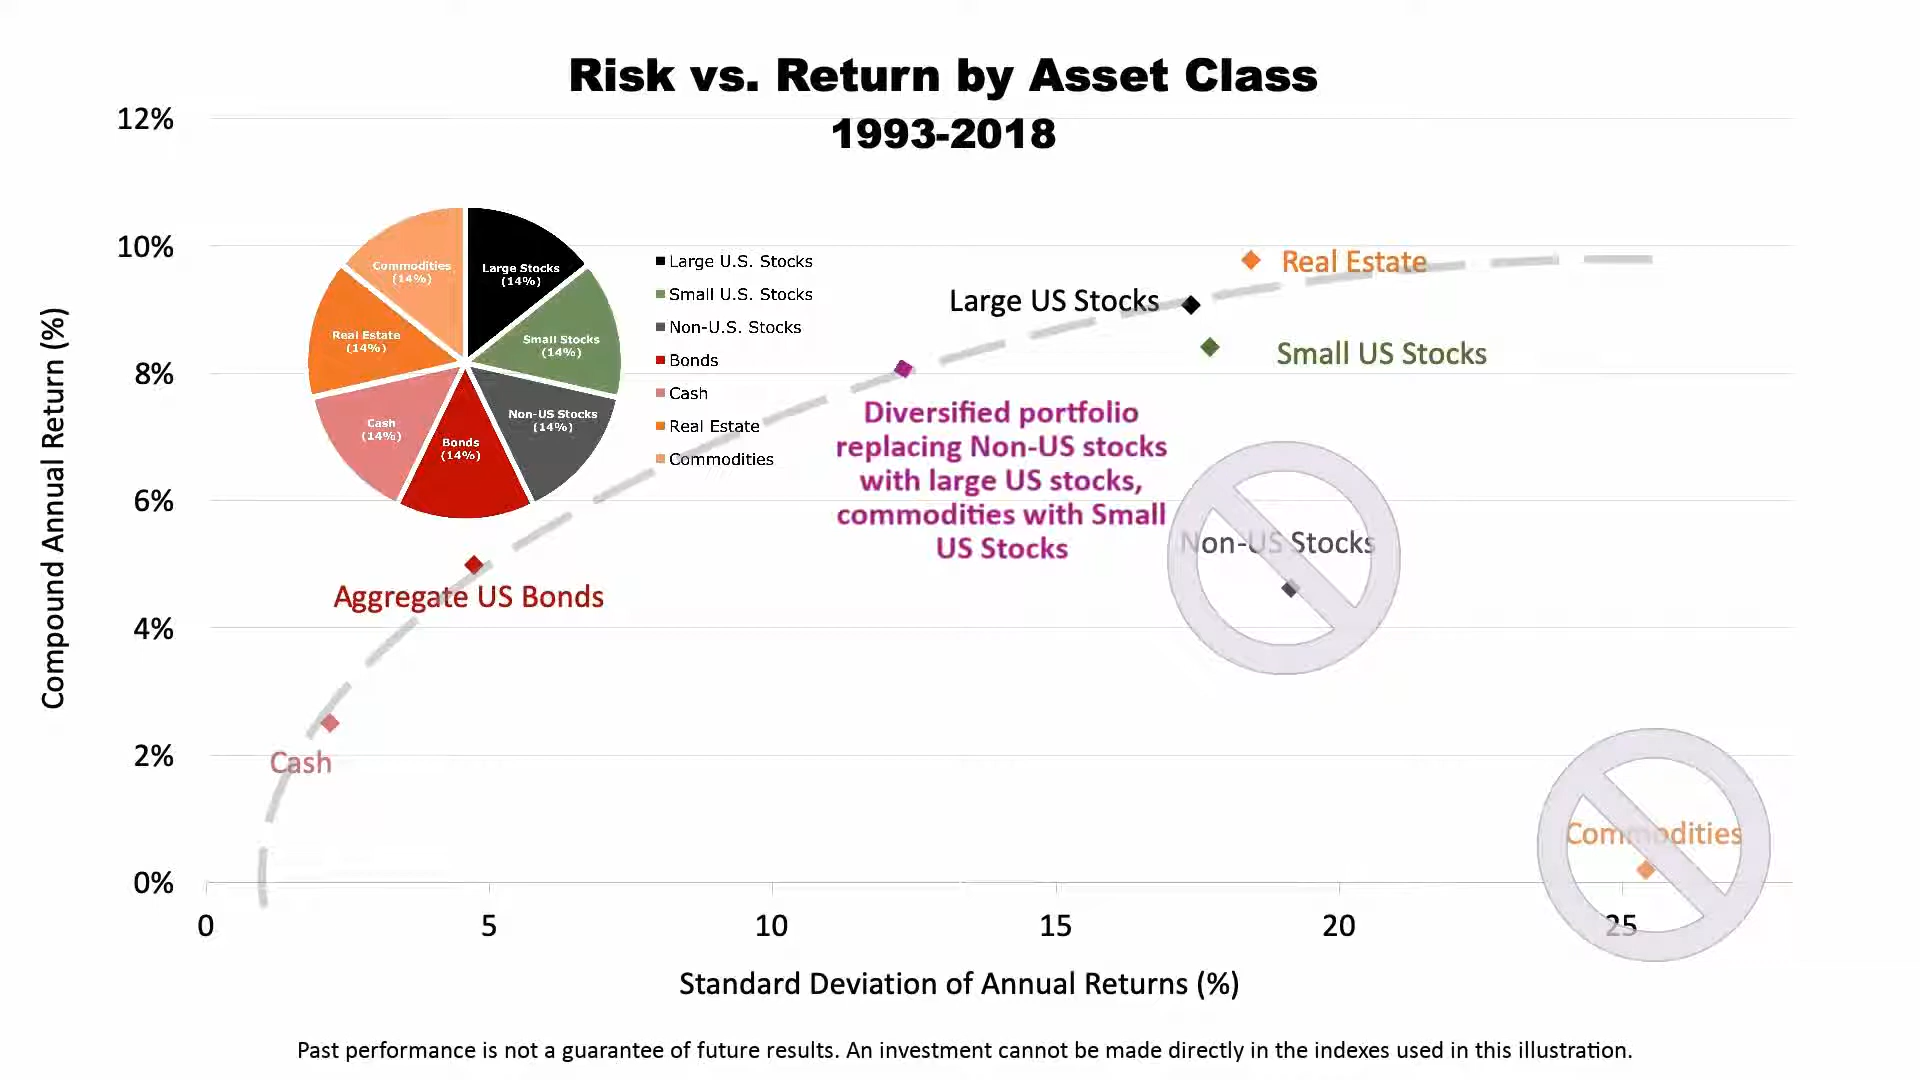 Risk vs. Return by Asset Class
1993-2018
12%
10%
8%
6%
4%
2%
0%
Compound Annual Return (%)
Commodities
(14%)
Large Stocks
(14%)
Real Estate
(14%)
Small Stocks
(14%)
Cash
(14%)
Non-US Stocks
(14%)
Bonds
(14%)
Large U.S. Stocks
Small U.S. Stocks
Non-U.S. Stocks
Bonds
Cash
Real Estate
Commodities
Real Estate
Large US Stocks
Small US Stocks
Diversified portfolio
replacing Non-US stocks
with large US stocks,
commodities with Small
US Stocks
Non-US Stocks
Aggregate US Bonds
Cash
Commodities
0
5
10
15
20
25
Standard Deviation of Annual Returns (%)
Past performance is not a guarantee of future results. An investment cannot be made directly in the indexes used in this illustration.